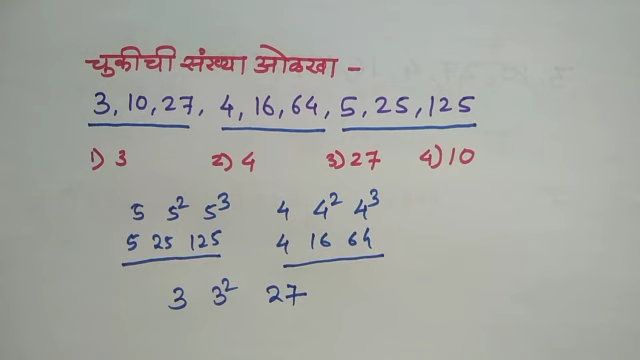 चुकीची संख्या ओळखा -
3, 10, 27, 4, 16, 64, 5, 25, 125
1) 3 2) 4 3) 27 4) 10
5 5² 5³ 4 4² 4³
5 25 125 4 16 64
3 3² 27